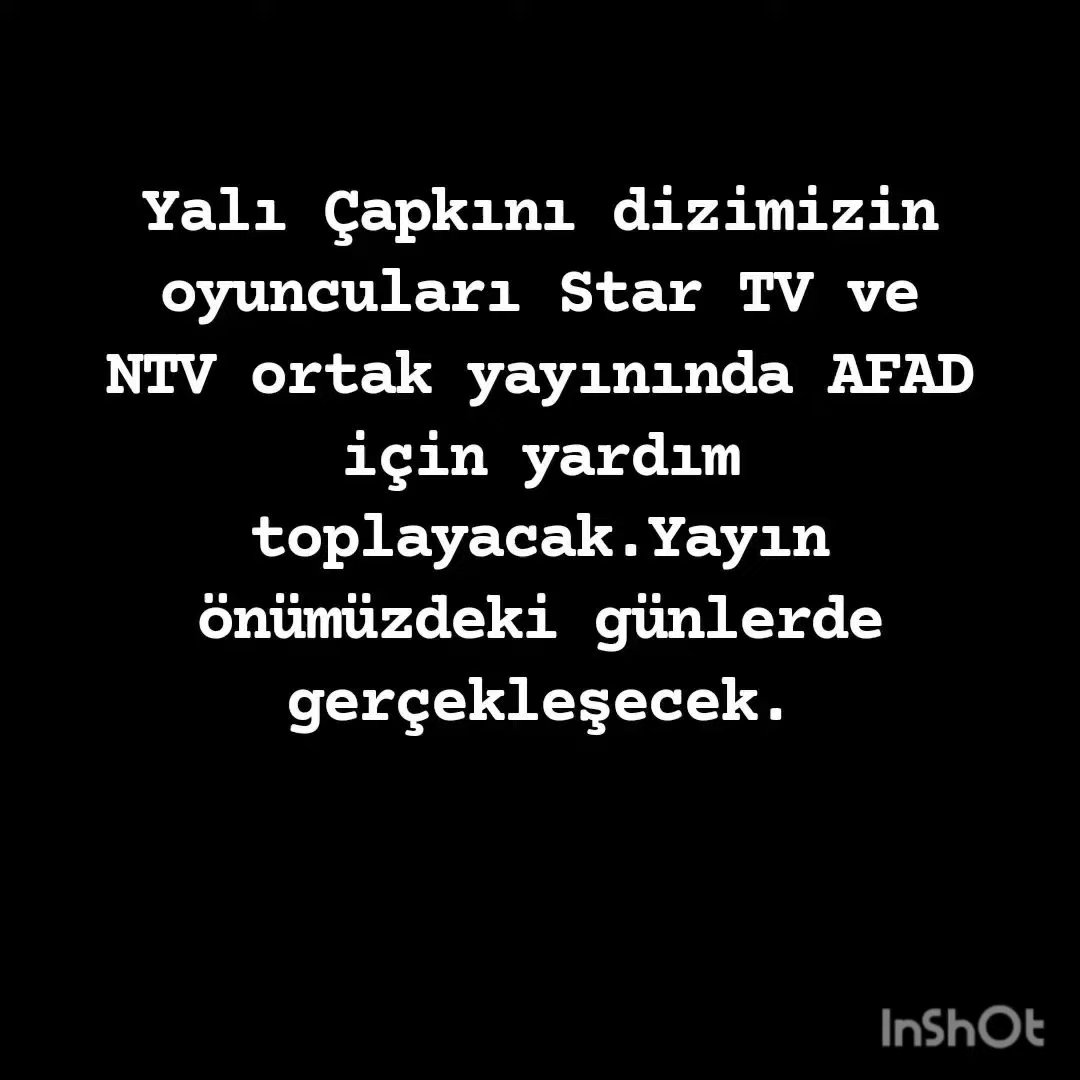 Yalı Çapkını dizimizin
oyuncuları Star TV ve
NTV ortak yayınında AFAD
için yardım
toplayacak.Yayın
önümüzdeki günlerde
gerçekleşecek.
InShOt